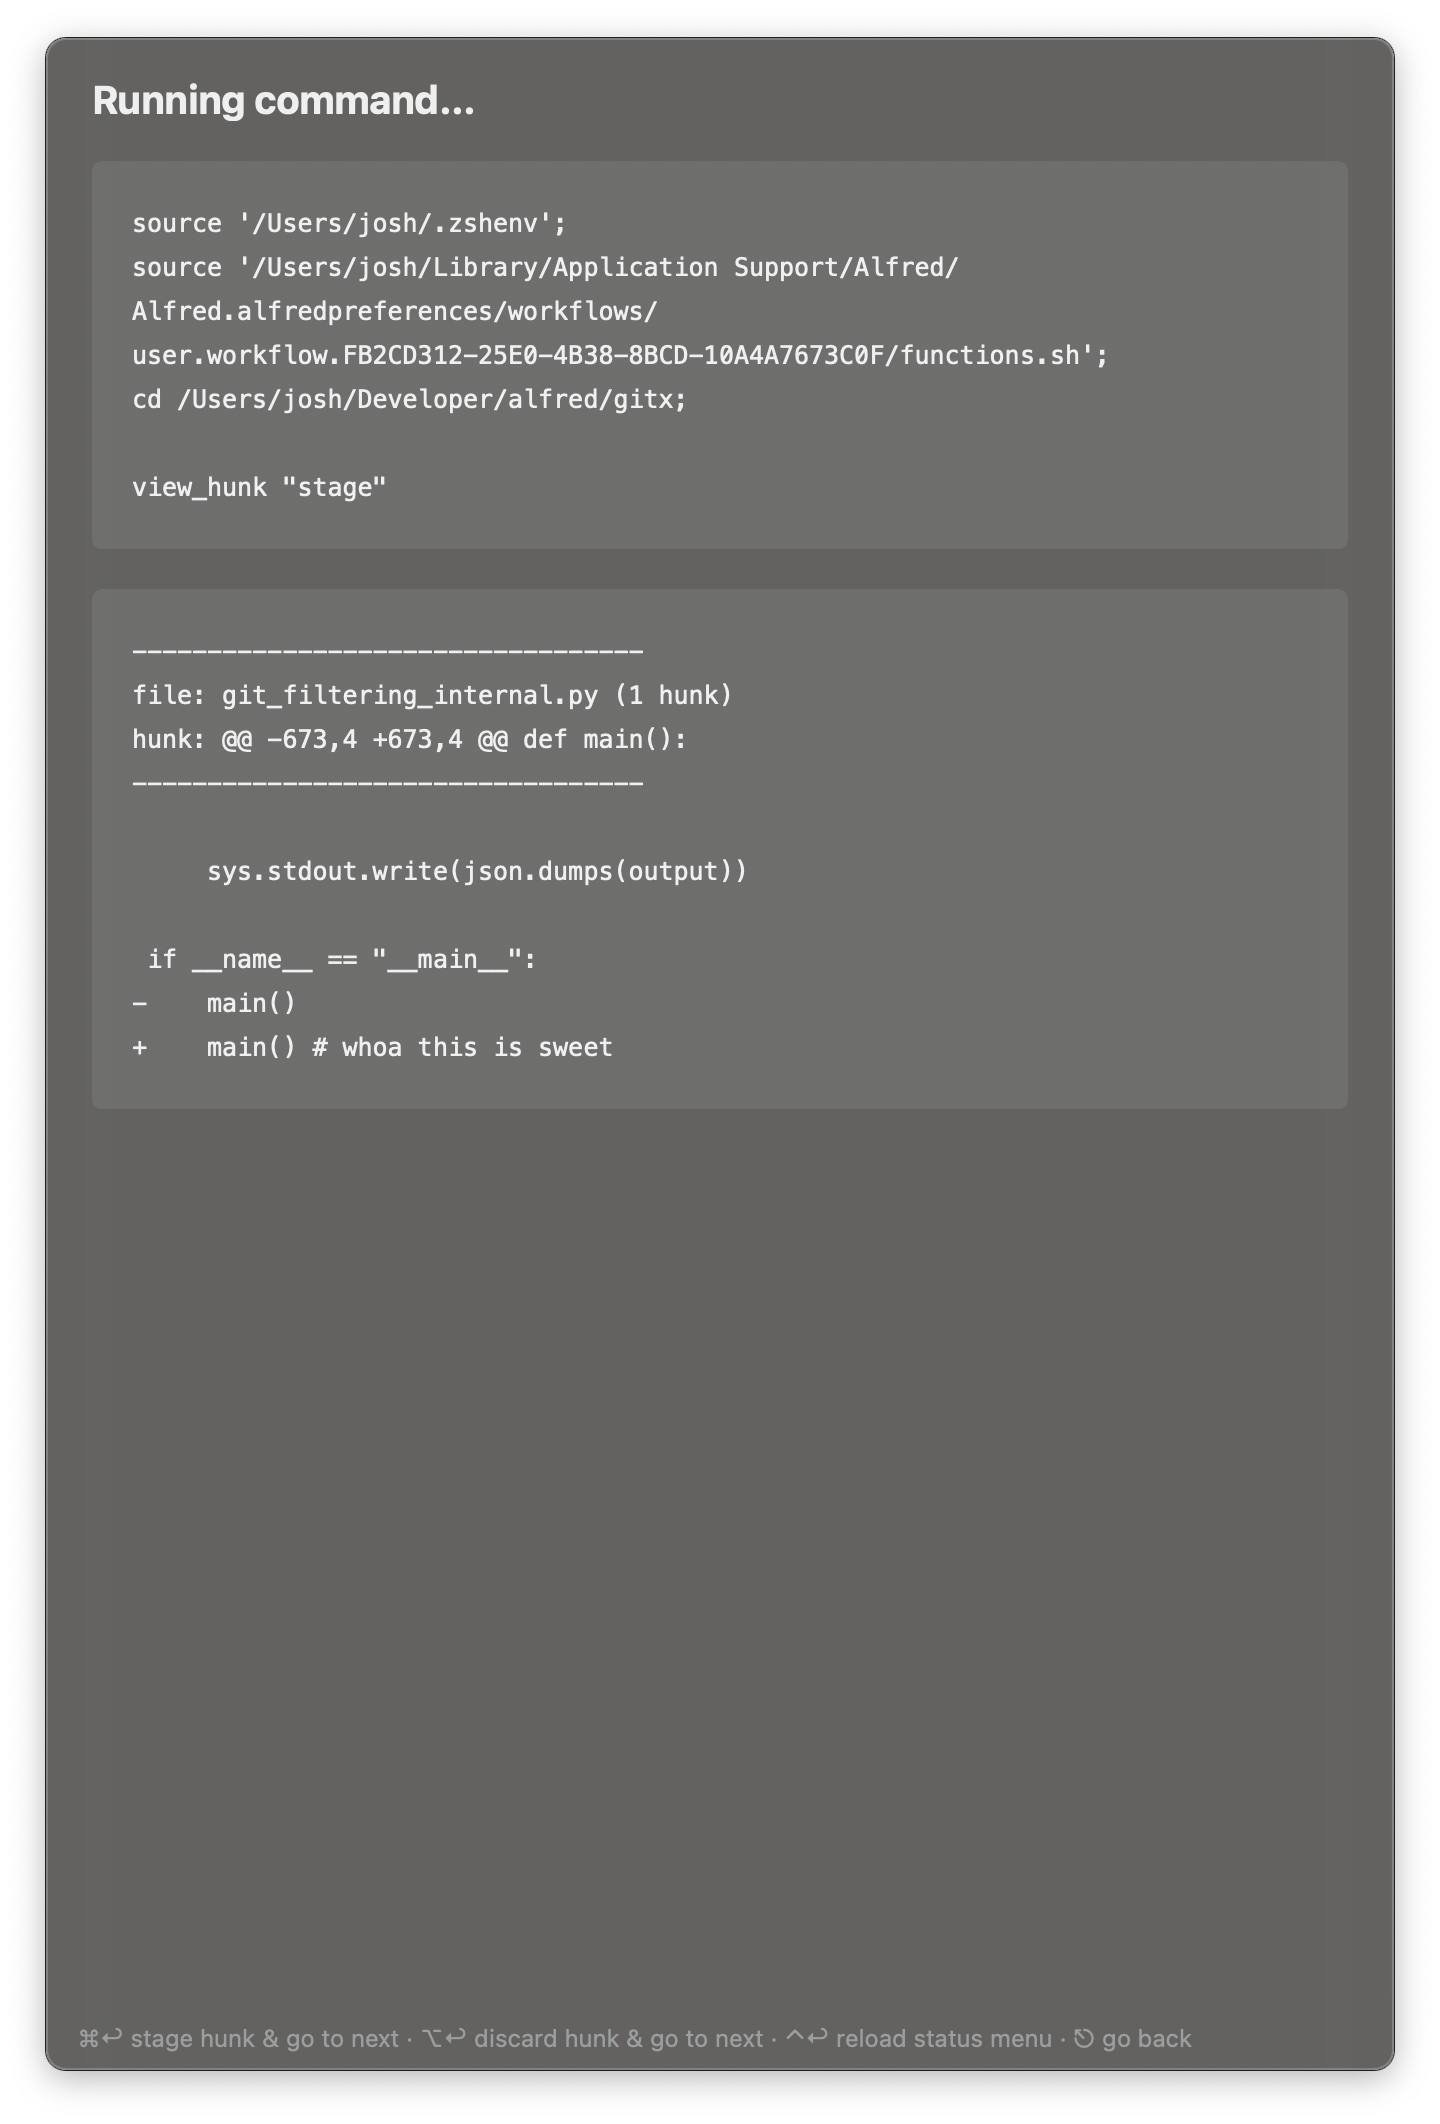 Running command...
source '/Users/josh/.zshenv';
source '/Users/josh/Library/Application Support/Alfred/
Alfred.alfredpreferences/workflows/
user.workflow.FB2CD312-25E0-4B38-8BCD-10A4A7673C0F/functions.sh';
cd /Users/josh/Developer/alfred/gitx;

view_hunk "stage"

----------------------------------
file: git_filtering_internal.py (1 hunk)
hunk: @@ -673,4 +673,4 @@ def main():
----------------------------------

     sys.stdout.write(json.dumps(output))

 if __name__ == "__main__":
-    main()
+    main() # whoa this is sweet

⌘↩ stage hunk & go to next · ⌥↩ discard hunk & go to next · ⌃↩ reload status menu · ⎋ go back